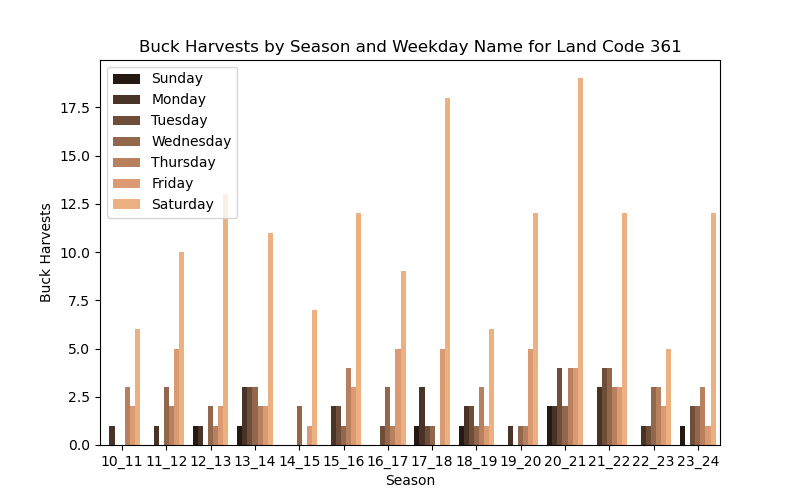 Buck Harvests by Season and Weekday Name for Land Code 361
Sunday
Monday
Tuesday
Wednesday
Thursday
Friday
Saturday
17.5
15.0
12.5
10.0
7.5
5.0
2.5
0.0
Buck Harvests
10_11 11_12 12_13 13_14 14_15 15_16 16_17 17_18 18_19 19_20 20_21 21_22 22_23 23_24
Season